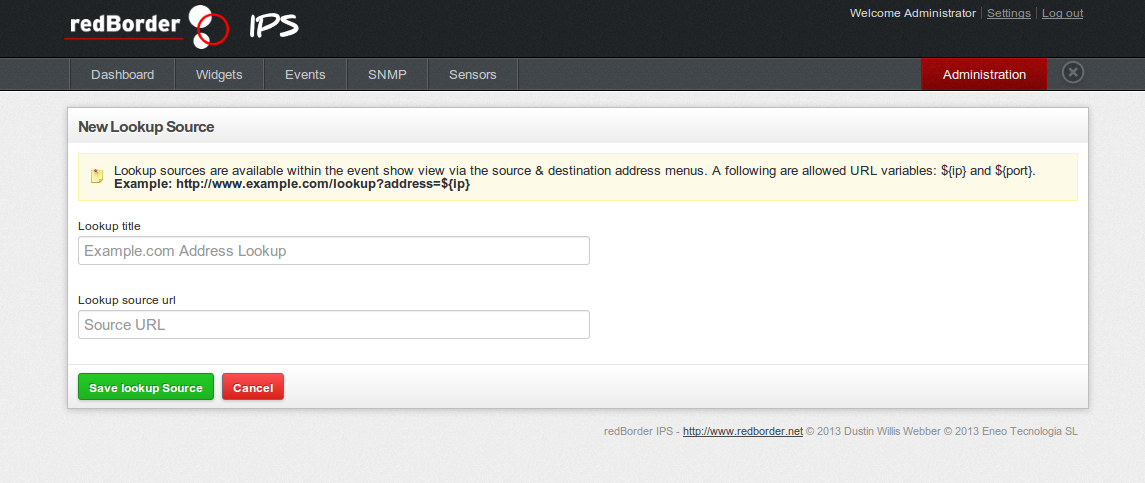 redBorder IPS
Welcome Administrator | Settings | Log out
Dashboard Widgets Events SNMP Sensors Administration
New Lookup Source
Lookup sources are available within the event show view via the source & destination address menus. A following are allowed URL variables: ${ip} and ${port}.
Example: http://www.example.com/lookup?address=${ip}
Lookup title
Example.com Address Lookup
Lookup source url
Source URL
Save lookup Source Cancel
redBorder IPS - http://www.redborder.net © 2013 Dustin Willis Webber © 2013 Eneo Tecnologia SL